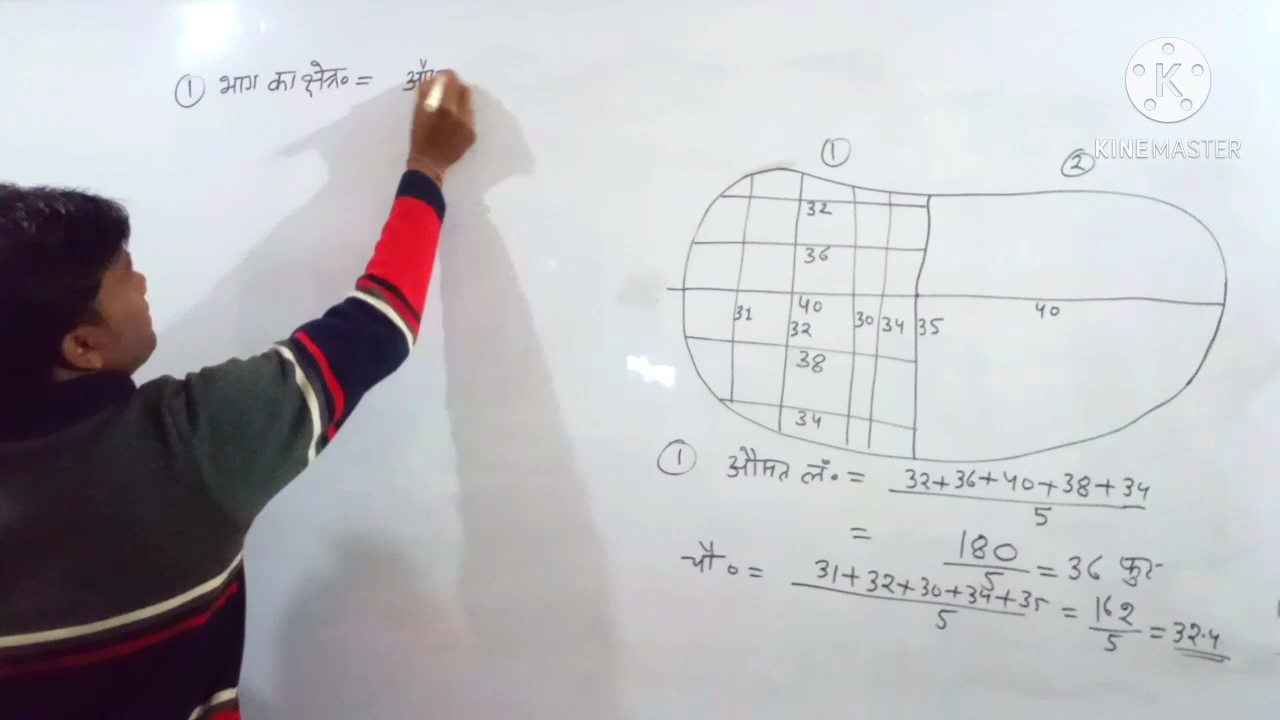 ① भाग का क्षेत्र० =
K
KINEMASTER
① ②
32
36
40
31 32 30 34 35 40
38
34
① औसत लं० = 32+36+40+38+34
5
= 180
5 = 36 फुट
चौ० = 31+32+30+34+35
5 = 162
5 = 32.4